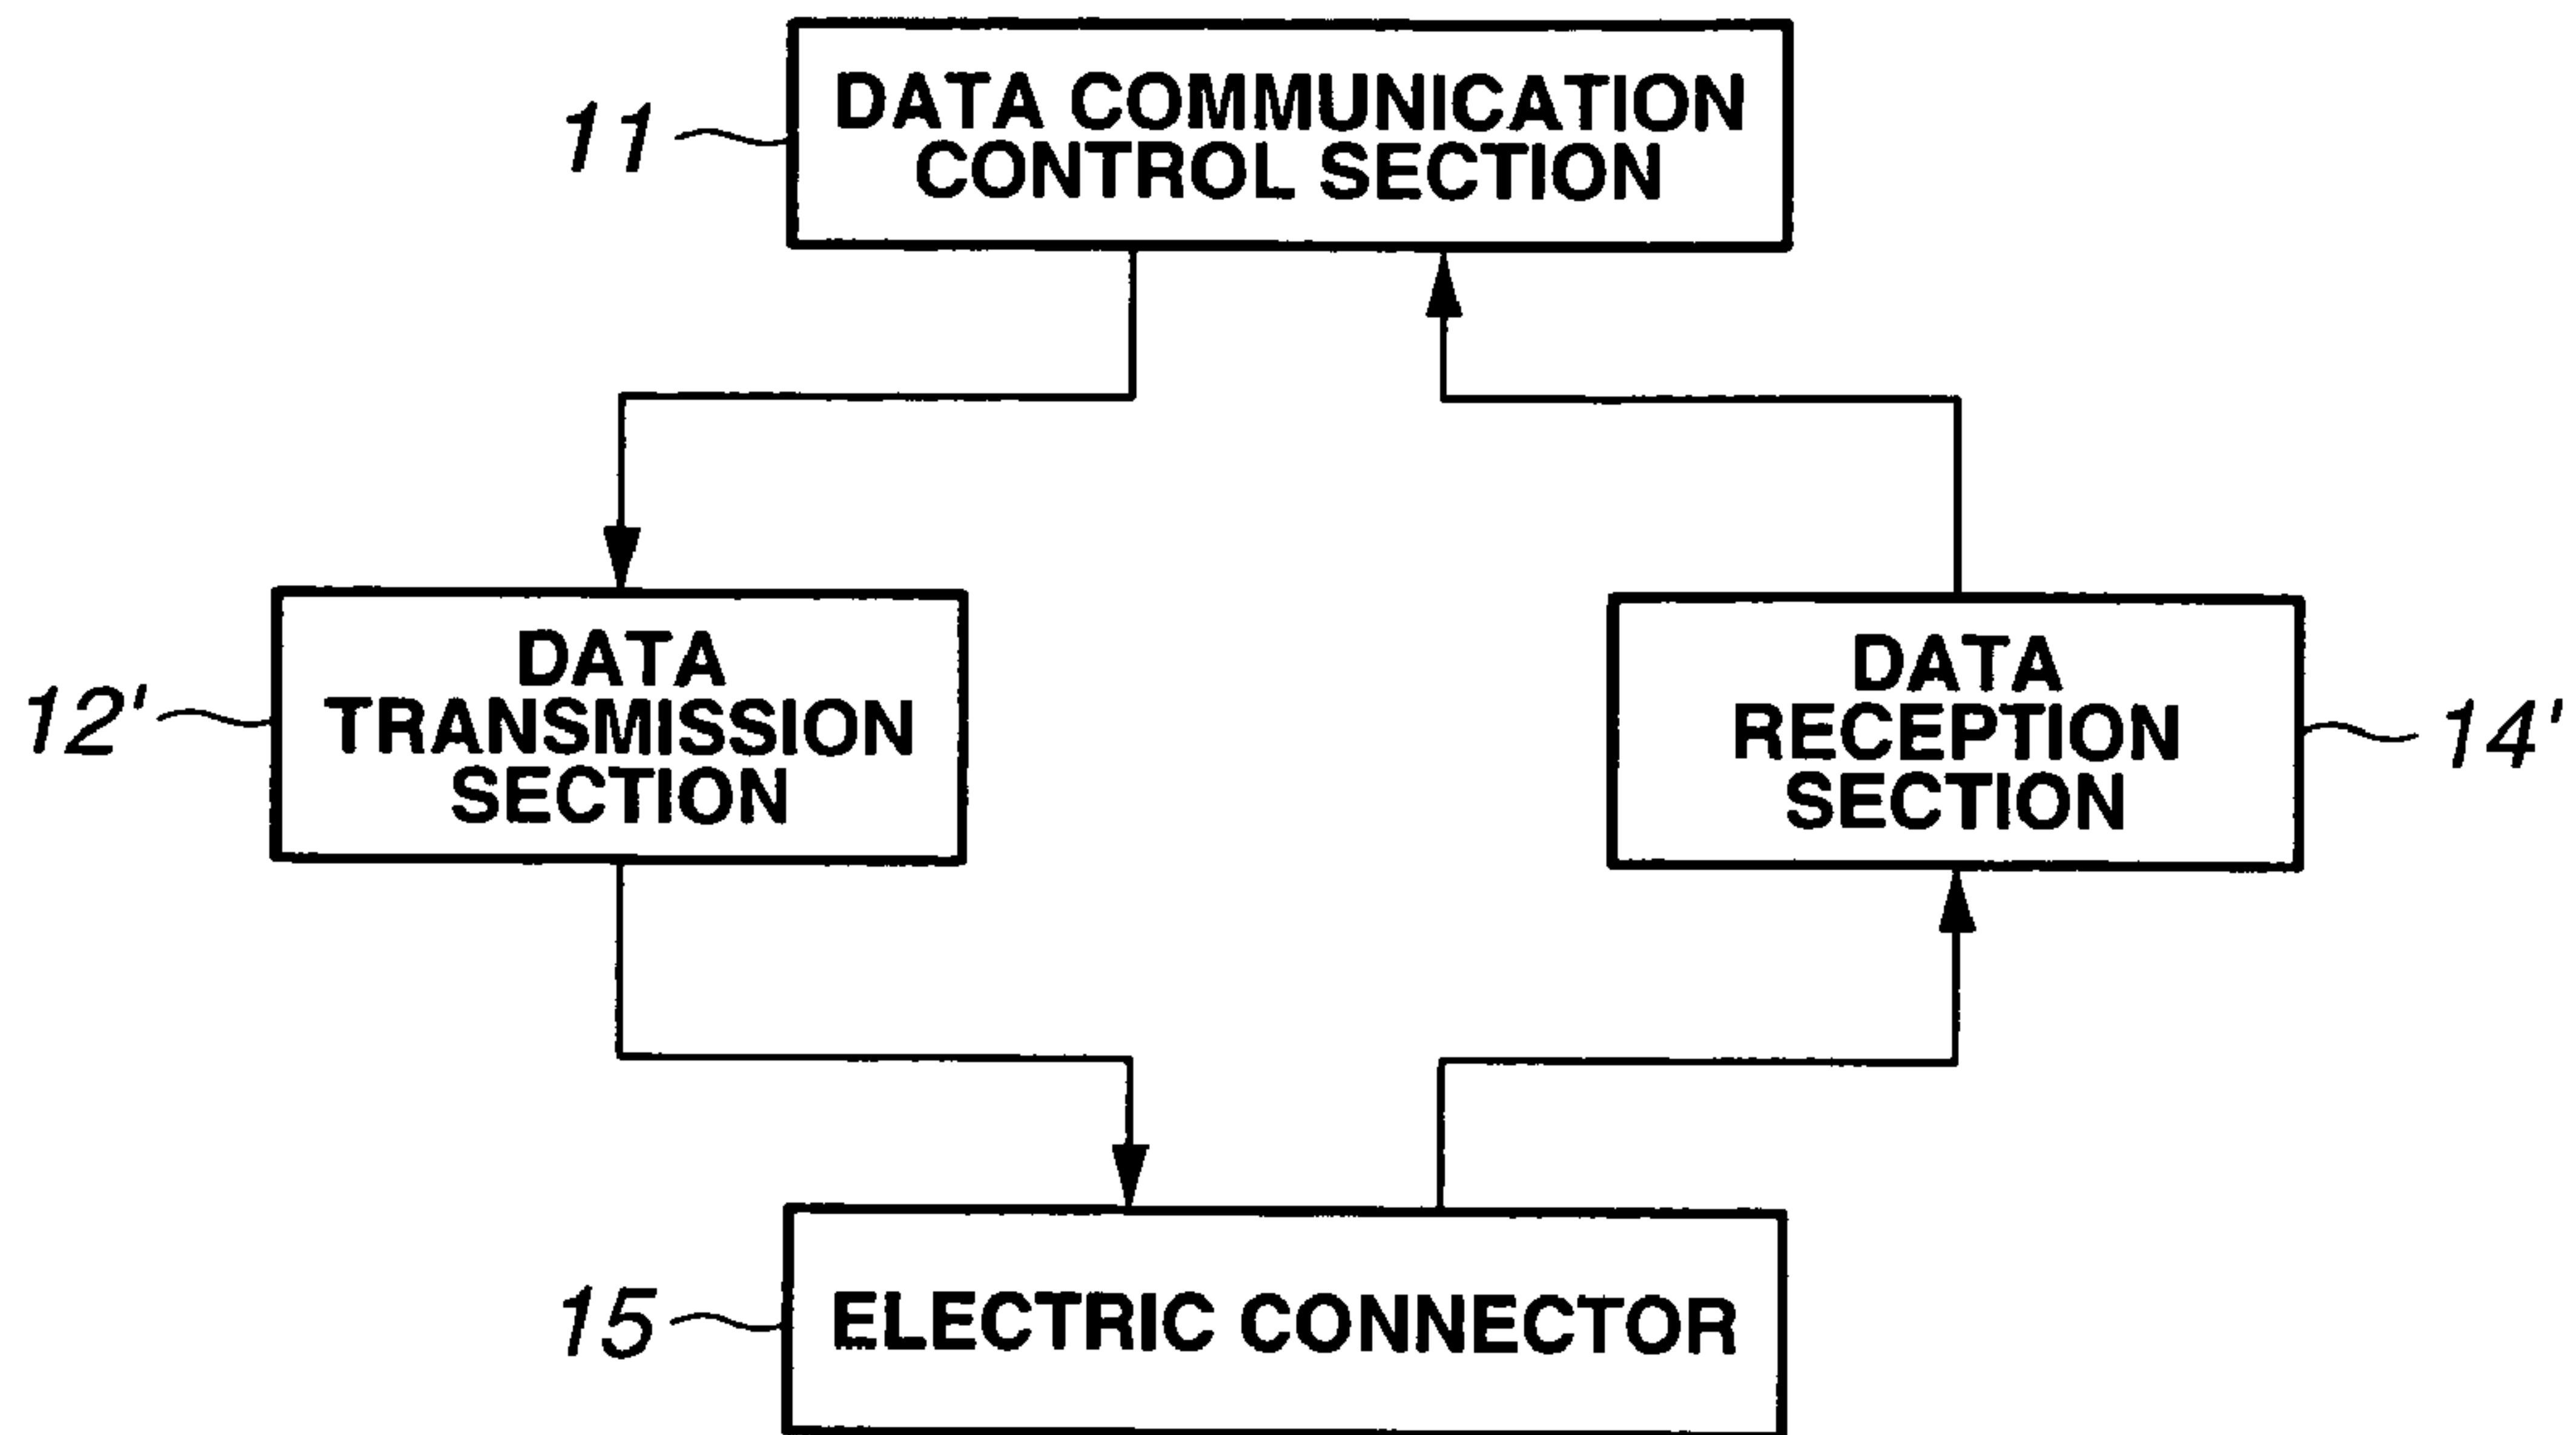 11
DATA COMMUNICATION
CONTROL SECTION
12'
DATA
TRANSMISSION
SECTION
DATA
RECEPTION
SECTION
14'
15
ELECTRIC CONNECTOR